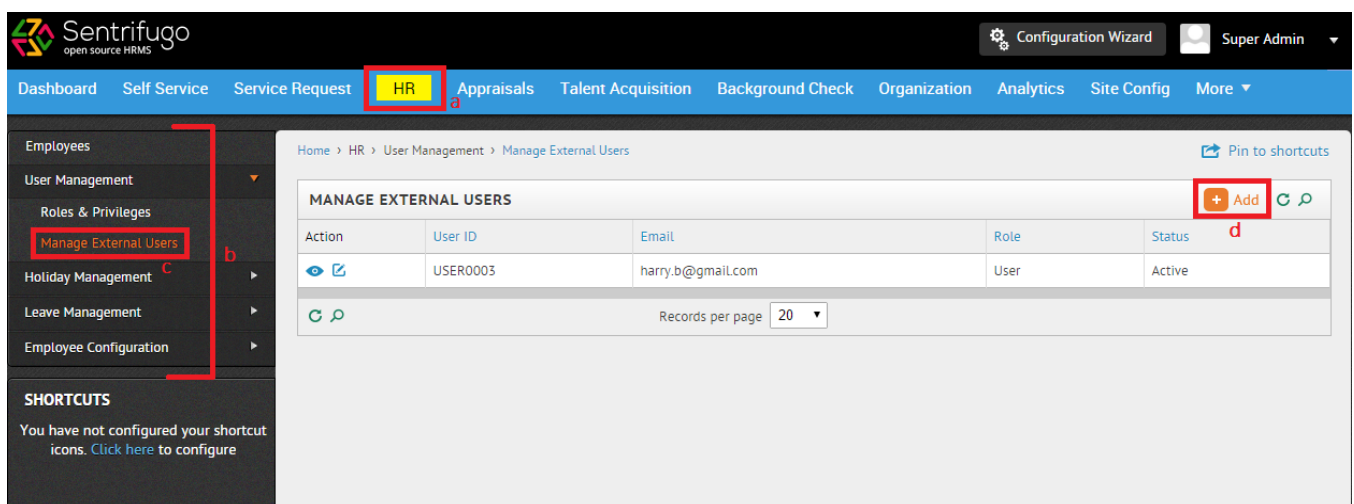 Sentrifugo
open source HRMS
Configuration Wizard
Super Admin
Dashboard Self Service Service Request HR Appraisals Talent Acquisition Background Check Organization Analytics Site Config More
a
Employees
User Management
Roles & Privileges
Manage External Users
c
b
Holiday Management
Leave Management
Employee Configuration
SHORTCUTS
You have not configured your shortcut
icons. Click here to configure
Home › HR › User Management › Manage External Users
Pin to shortcuts
MANAGE EXTERNAL USERS
+ Add
d
Action User ID Email Role Status
USER0003 harry.b@gmail.com User Active
Records per page 20